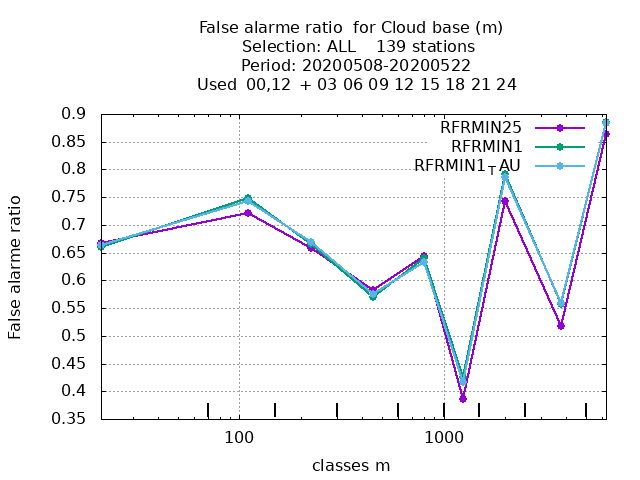 False alarme ratio  for Cloud base (m)
Selection: ALL    139 stations
Period: 20200508-20200522
Used  00,12  + 03 06 09 12 15 18 21 24
RFRMIN25
RFRMIN1
RFRMIN1TAU
0.9
0.85
0.8
0.75
0.7
0.65
0.6
0.55
0.5
0.45
0.4
0.35
False alarme ratio
100
1000
classes m